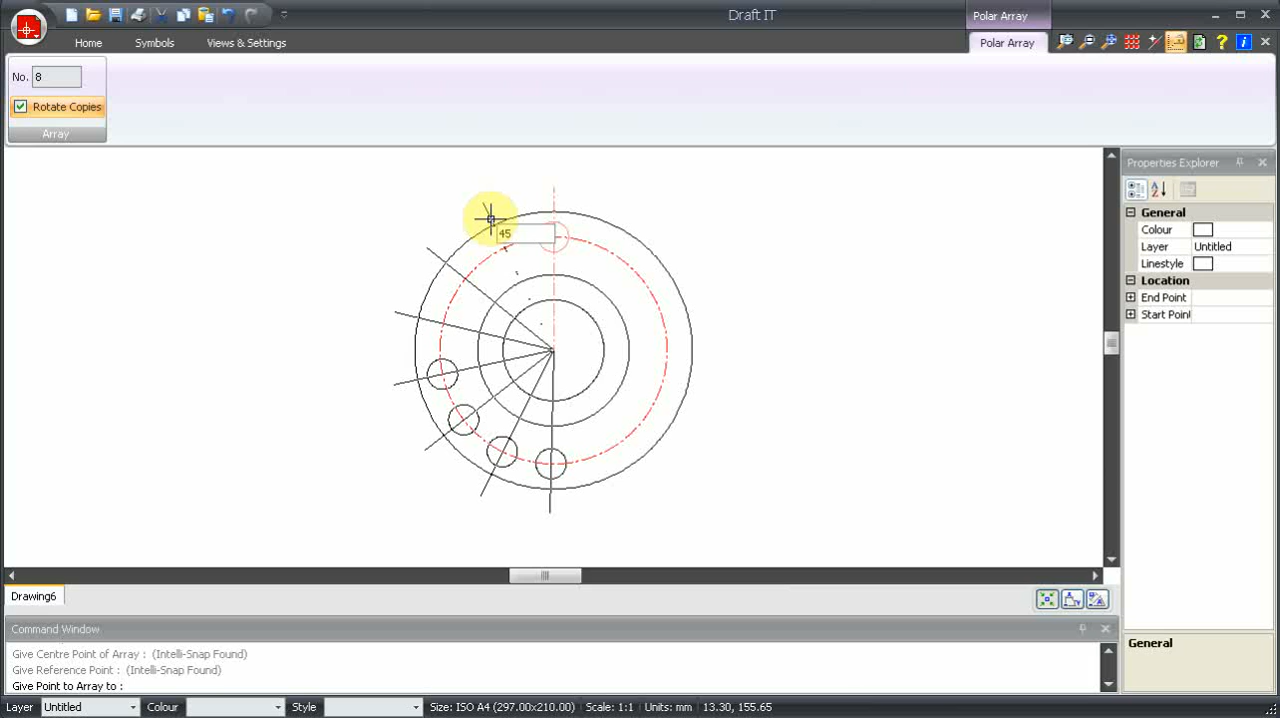 Draft IT
Polar Array
Home
Symbols
Views & Settings
Polar Array
No. 8
Rotate Copies
Array
45
Properties Explorer
General
Colour
Layer Untitled
Linestyle
Location
End Point
Start Point
Drawing6
Command Window
Give Centre Point of Array : (Intelli-Snap Found)
Give Reference Point : (Intelli-Snap Found)
Give Point to Array to :
General
Layer Untitled Colour Style Size: ISO A4 (297.00x210.00) Scale: 1:1 Units: mm 13.30, 155.65